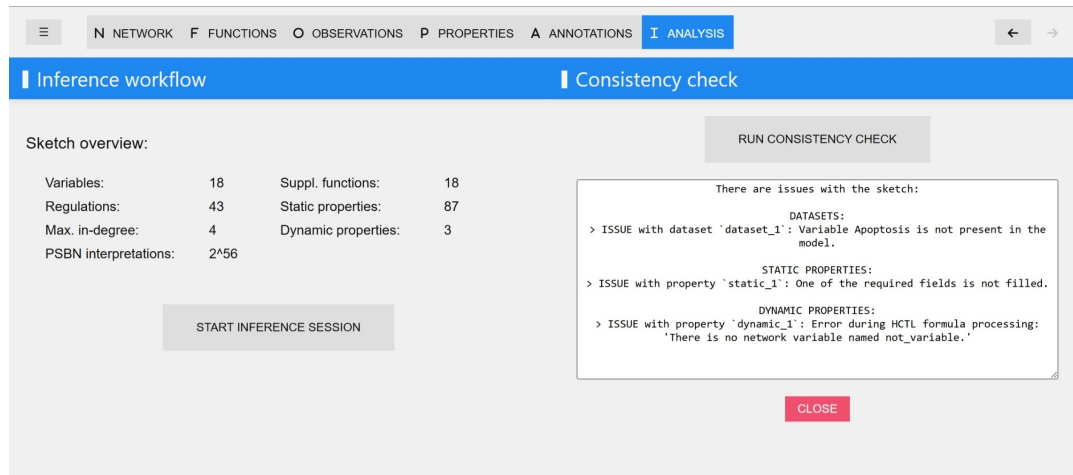 ☰ N NETWORK F FUNCTIONS O OBSERVATIONS P PROPERTIES A ANNOTATIONS I ANALYSIS ← →
Inference workflow
Sketch overview:
Variables: 18 Suppl. functions: 18
Regulations: 43 Static properties: 87
Max. in-degree: 4 Dynamic properties: 3
PSBN interpretations: 2^56
START INFERENCE SESSION
Consistency check
RUN CONSISTENCY CHECK
There are issues with the sketch:
DATASETS:
> ISSUE with dataset `dataset_1`: Variable Apoptosis is not present in the
model.
STATIC PROPERTIES:
> ISSUE with property `static_1`: One of the required fields is not filled.
DYNAMIC PROPERTIES:
> ISSUE with property `dynamic_1`: Error during HCTL formula processing:
'There is no network variable named not_variable.'
CLOSE